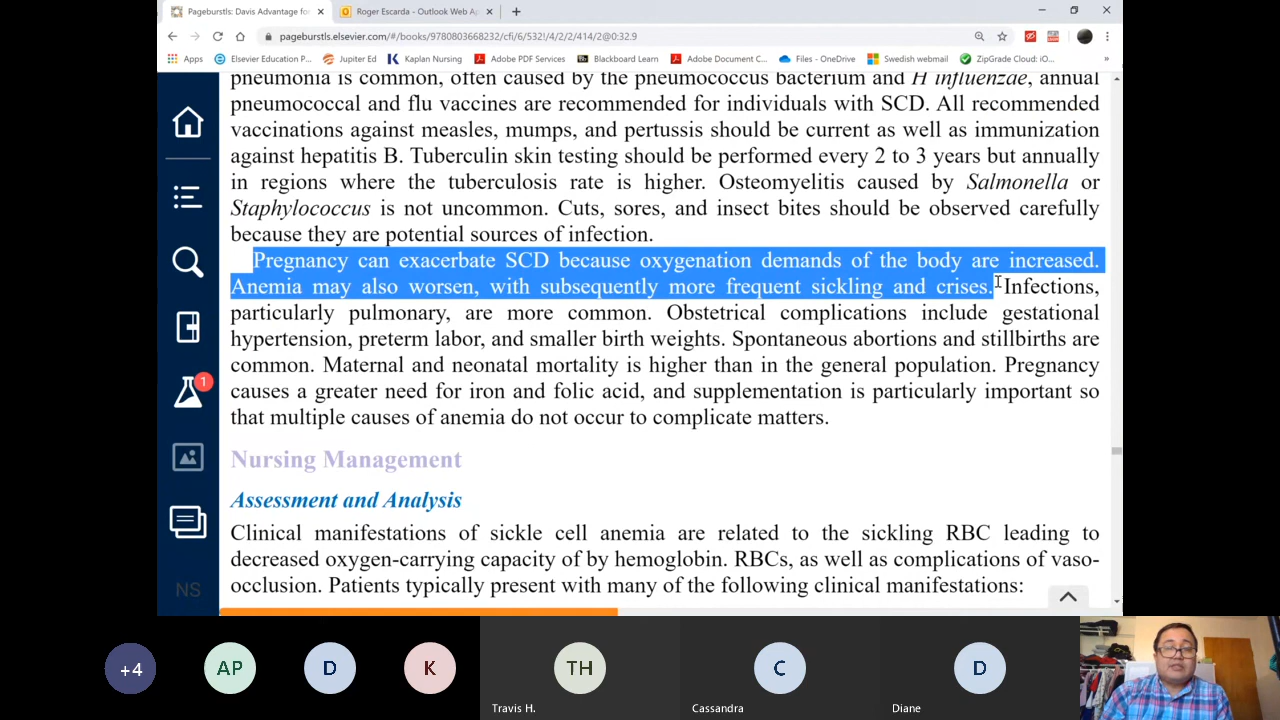 Pageburstls: Davis Advantage for
Roger Escarda - Outlook Web Ap
pageburstls.elsevier.com/#/books/9780803668232/cfi/6/532!/4/2/2/414/2@0:32.9
Apps
Elsevier Education P...
Jupiter Ed
Kaplan Nursing
Adobe PDF Services
Blackboard Learn
Adobe Document C...
Files - OneDrive
Swedish webmail
ZipGrade Cloud: iO...
»
pneumonia is common, often caused by the pneumococcus bacterium and H influenzae, annual
pneumococcal and flu vaccines are recommended for individuals with SCD. All recommended
vaccinations against measles, mumps, and pertussis should be current as well as immunization
against hepatitis B. Tuberculin skin testing should be performed every 2 to 3 years but annually
in regions where the tuberculosis rate is higher. Osteomyelitis caused by Salmonella or
Staphylococcus is not uncommon. Cuts, sores, and insect bites should be observed carefully
because they are potential sources of infection.
Pregnancy can exacerbate SCD because oxygenation demands of the body are increased.
Anemia may also worsen, with subsequently more frequent sickling and crises. Infections,
particularly pulmonary, are more common. Obstetrical complications include gestational
hypertension, preterm labor, and smaller birth weights. Spontaneous abortions and stillbirths are
common. Maternal and neonatal mortality is higher than in the general population. Pregnancy
causes a greater need for iron and folic acid, and supplementation is particularly important so
that multiple causes of anemia do not occur to complicate matters.
Nursing Management
Assessment and Analysis
Clinical manifestations of sickle cell anemia are related to the sickling RBC leading to
decreased oxygen-carrying capacity of by hemoglobin. RBCs, as well as complications of vaso-
occlusion. Patients typically present with many of the following clinical manifestations:
1
NS
+4
AP
D
K
TH
C
D
Travis H.
Cassandra
Diane